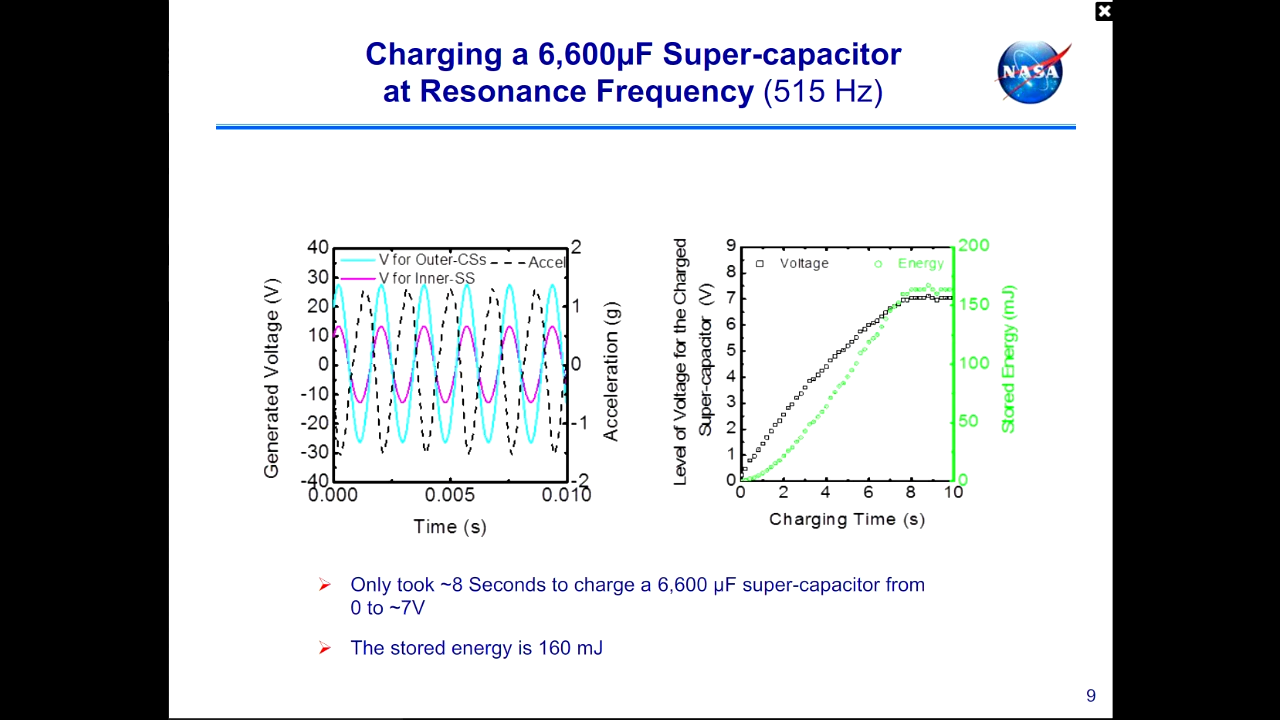 Charging a 6,600µF Super-capacitor
at Resonance Frequency (515 Hz)
NASA
Generated Voltage (V)
40
30
20
10
0
-10
-20
-30
-40
V for Outer-CSs
Accel
V for Inner-SS
2
1
0
-1
-2
Acceleration (g)
0.000
0.005
0.010
Time (s)
Level of Voltage for the Charged
Super-capacitor (V)
9
8
7
6
5
4
3
2
1
0
Voltage
Energy
200
150
100
50
0
Stored Energy (mJ)
0
2
4
6
8
10
Charging Time (s)
Only took ~8 Seconds to charge a 6,600 µF super-capacitor from
0 to ~7V
The stored energy is 160 mJ
9